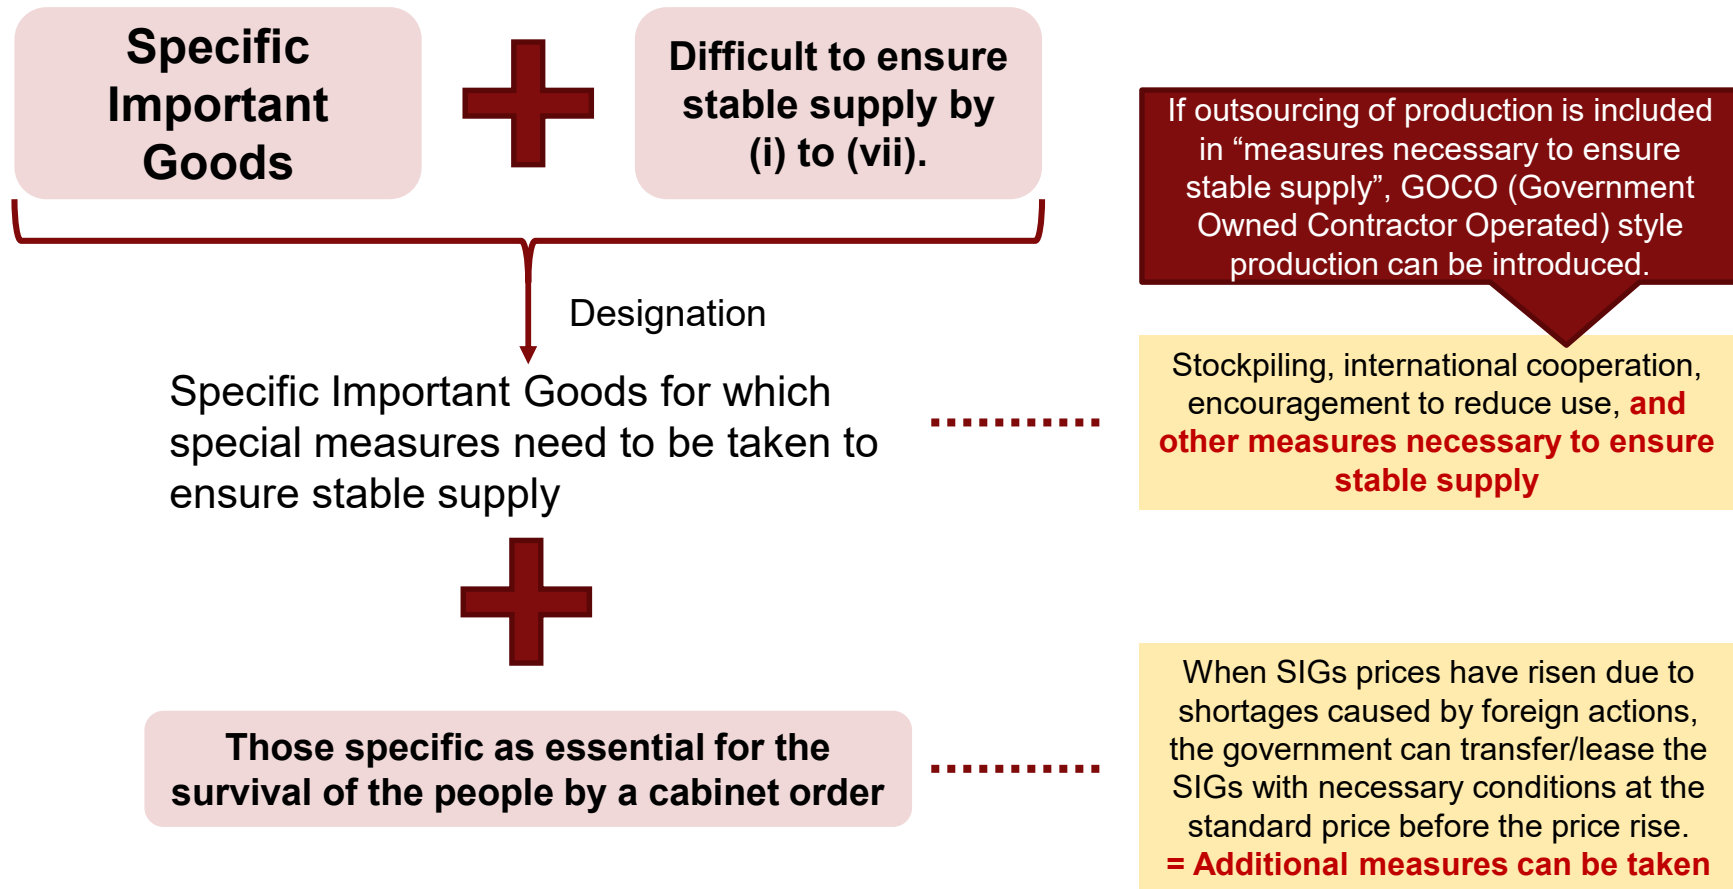 Specific
Important
Goods
Difficult to ensure
stable supply by
(i) to (vii).
If outsourcing of production is included
in “measures necessary to ensure
stable supply”, GOCO (Government
Owned Contractor Operated) style
production can be introduced.
Designation
Specific Important Goods for which
special measures need to be taken to
ensure stable supply
Stockpiling, international cooperation,
encouragement to reduce use, and
other measures necessary to ensure
stable supply
Those specific as essential for the
survival of the people by a cabinet order
When SIGs prices have risen due to
shortages caused by foreign actions,
the government can transfer/lease the
SIGs with necessary conditions at the
standard price before the price rise.
= Additional measures can be taken